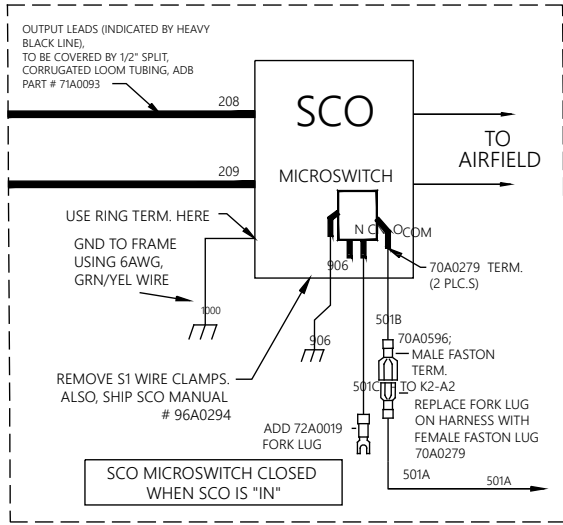 OUTPUT LEADS (INDICATED BY HEAVY
BLACK LINE),
TO BE COVERED BY 1/2" SPLIT,
CORRUGATED LOOM TUBING, ADB
PART # 71A0093
208
SCO
TO
AIRFIELD
209
MICROSWITCH
USE RING TERM. HERE
COM
GND TO FRAME
USING 6AWG,
GRN/YEL WIRE
906
70A0279 TERM.
(2 PLC.S)
1000
501B
906
70A0596;
MALE FASTON
TERM.
REMOVE S1 WIRE CLAMPS.
ALSO, SHIP SCO MANUAL
# 96A0294
501C
TO K2-A2
REPLACE FORK LUG
ON HARNESS WITH
FEMALE FASTON LUG
70A0279
ADD 72A0019
FORK LUG
SCO MICROSWITCH CLOSED
WHEN SCO IS "IN"
501A
501A